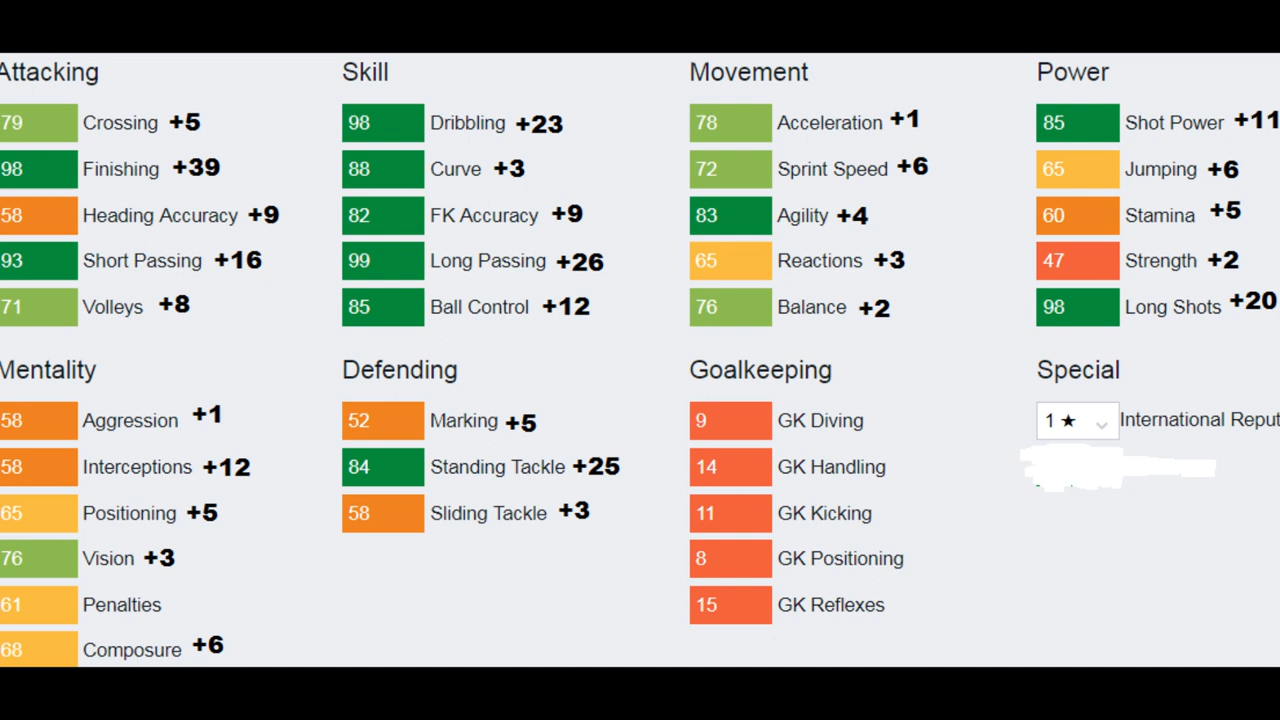 Attacking
79 Crossing +5
98 Finishing +39
58 Heading Accuracy +9
93 Short Passing +16
71 Volleys +8
Skill
98 Dribbling +23
88 Curve +3
82 FK Accuracy +9
99 Long Passing +26
85 Ball Control +12
Movement
78 Acceleration +1
72 Sprint Speed +6
83 Agility +4
65 Reactions +3
76 Balance +2
Power
85 Shot Power +11
65 Jumping +6
60 Stamina +5
47 Strength +2
98 Long Shots +20
Mentality
58 Aggression +1
58 Interceptions +12
65 Positioning +5
76 Vision +3
61 Penalties
68 Composure +6
Defending
52 Marking +5
84 Standing Tackle +25
58 Sliding Tackle +3
Goalkeeping
9 GK Diving
14 GK Handling
11 GK Kicking
8 GK Positioning
15 GK Reflexes
Special
1 ★ International Reput